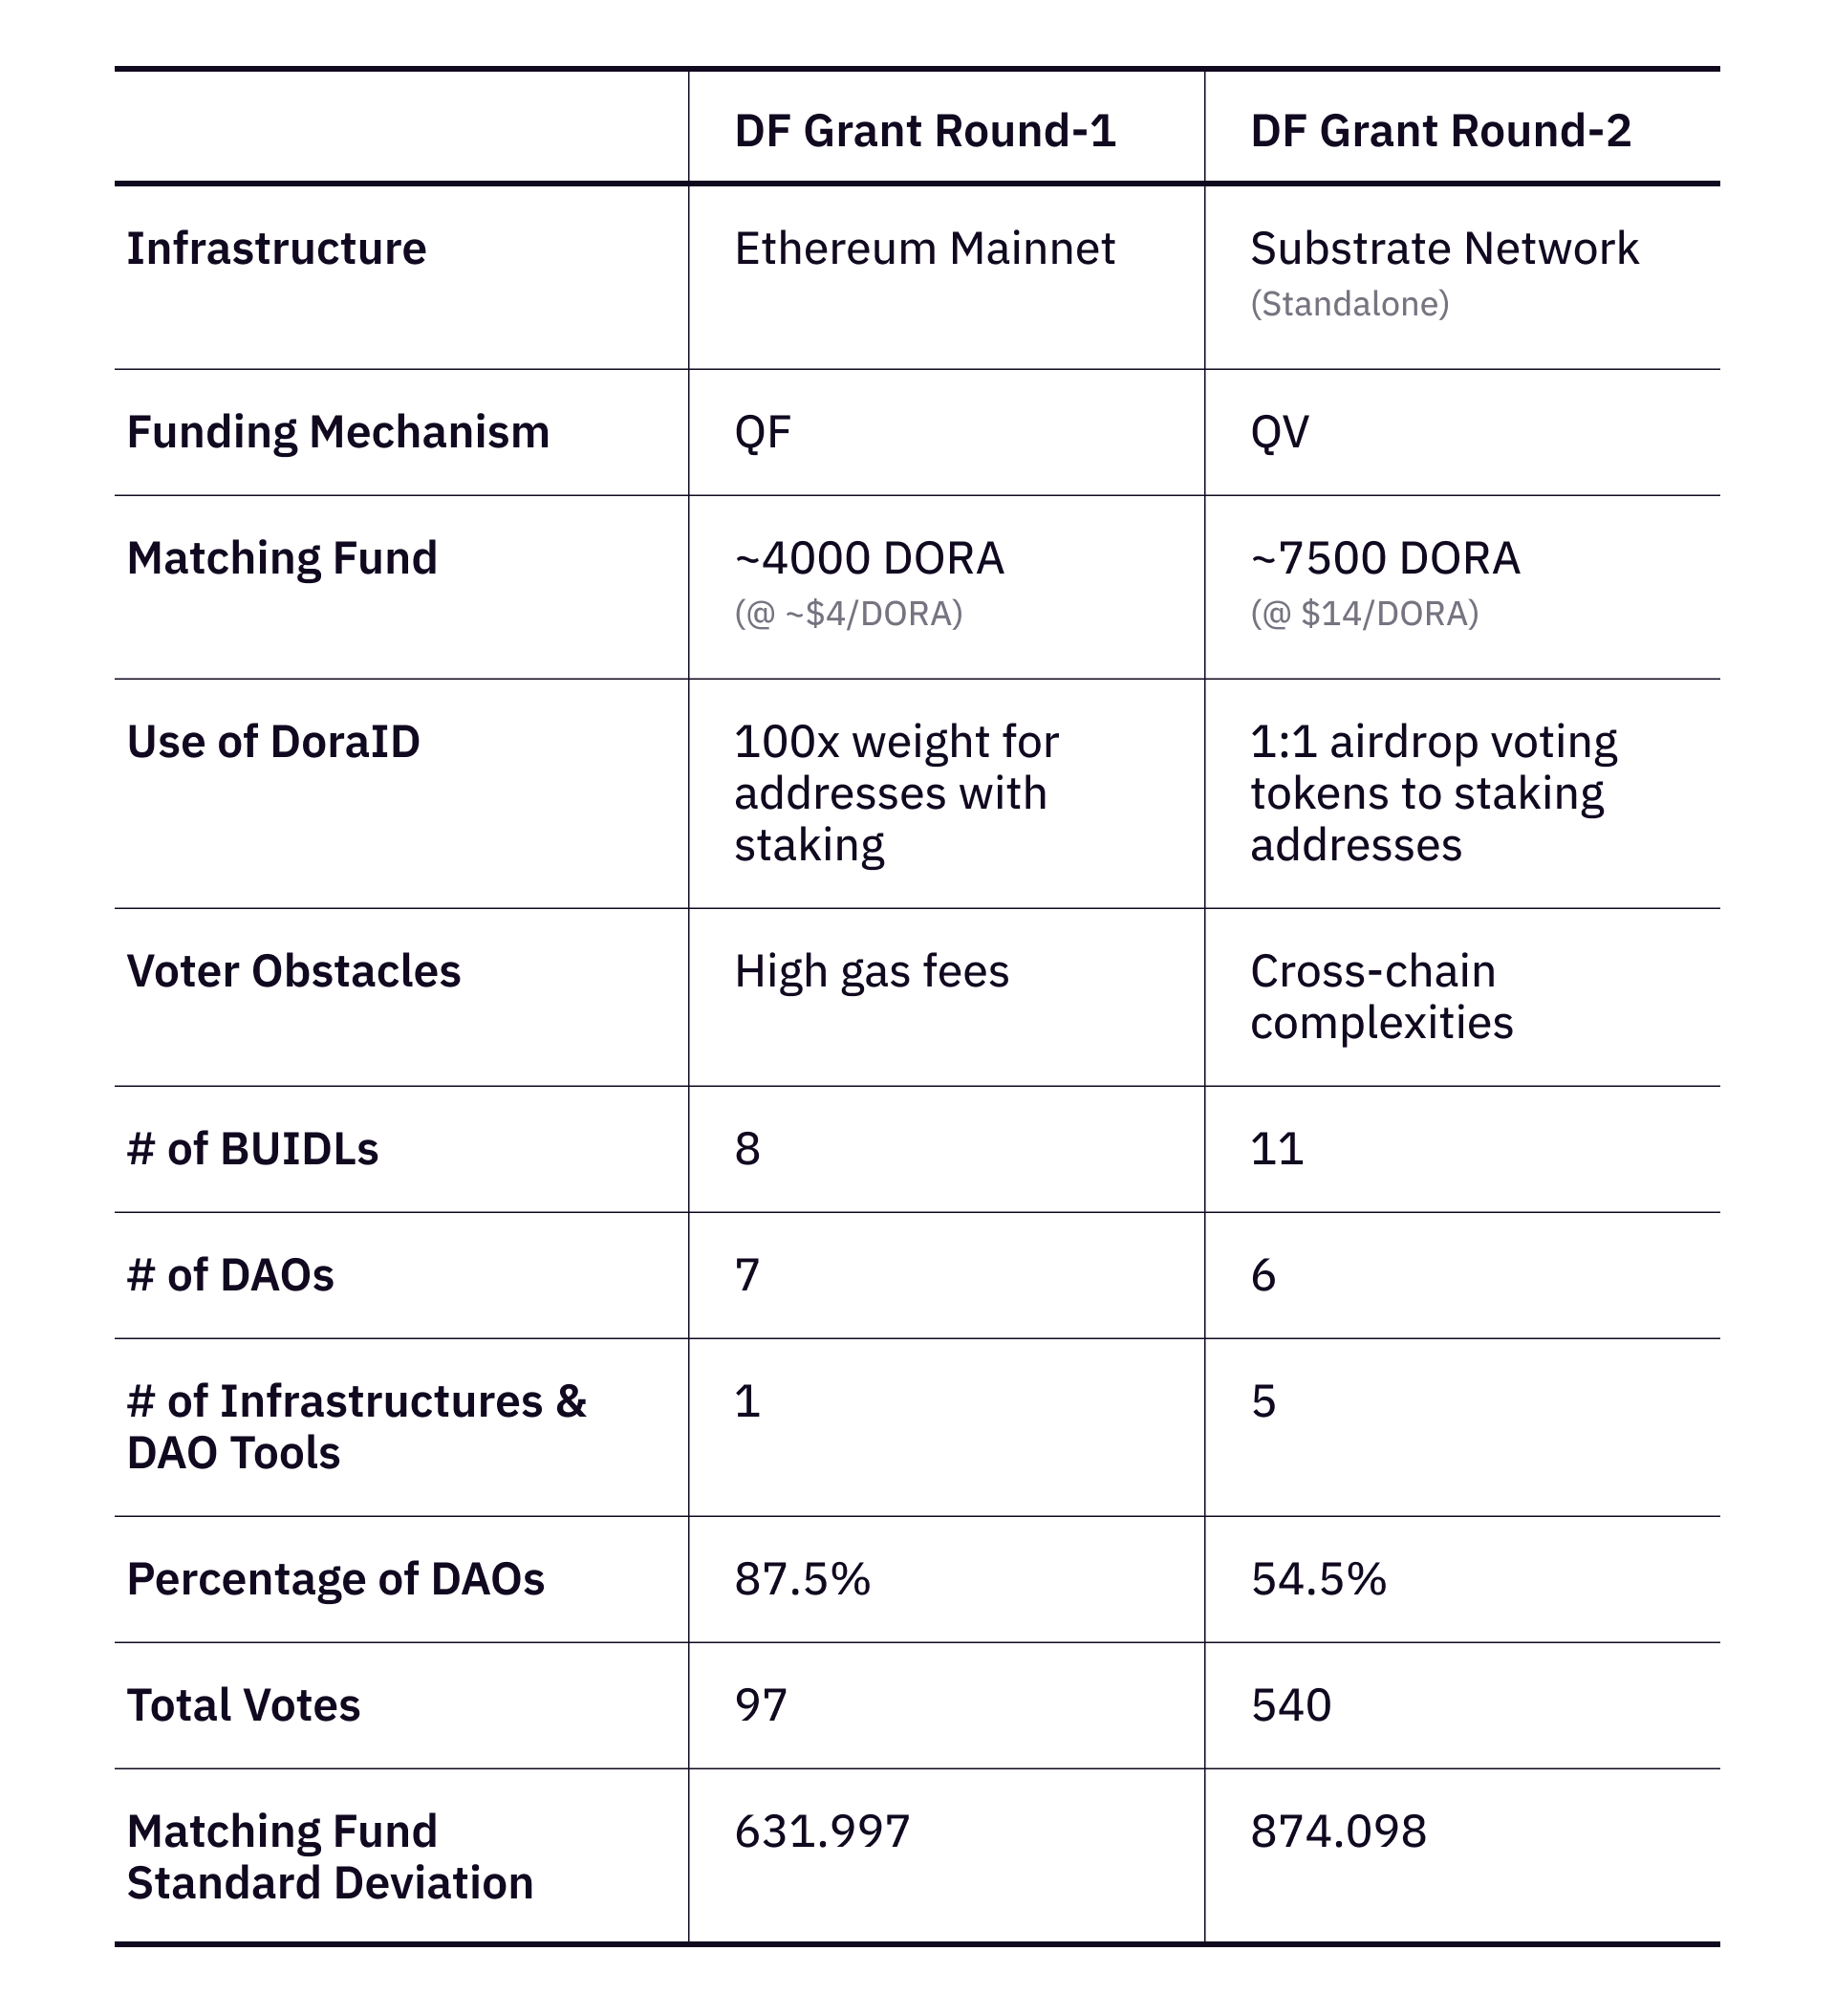 DF Grant Round-1 DF Grant Round-2
Infrastructure Ethereum Mainnet Substrate Network
(Standalone)
Funding Mechanism QF QV
Matching Fund ~4000 DORA ~7500 DORA
(@ ~$4/DORA) (@ $14/DORA)
Use of DoraID 100x weight for 1:1 airdrop voting
addresses with tokens to staking
staking addresses
Voter Obstacles High gas fees Cross-chain
complexities
# of BUIDLs 8 11
# of DAOs 7 6
# of Infrastructures & 1 5
DAO Tools
Percentage of DAOs 87.5% 54.5%
Total Votes 97 540
Matching Fund 631.997 874.098
Standard Deviation